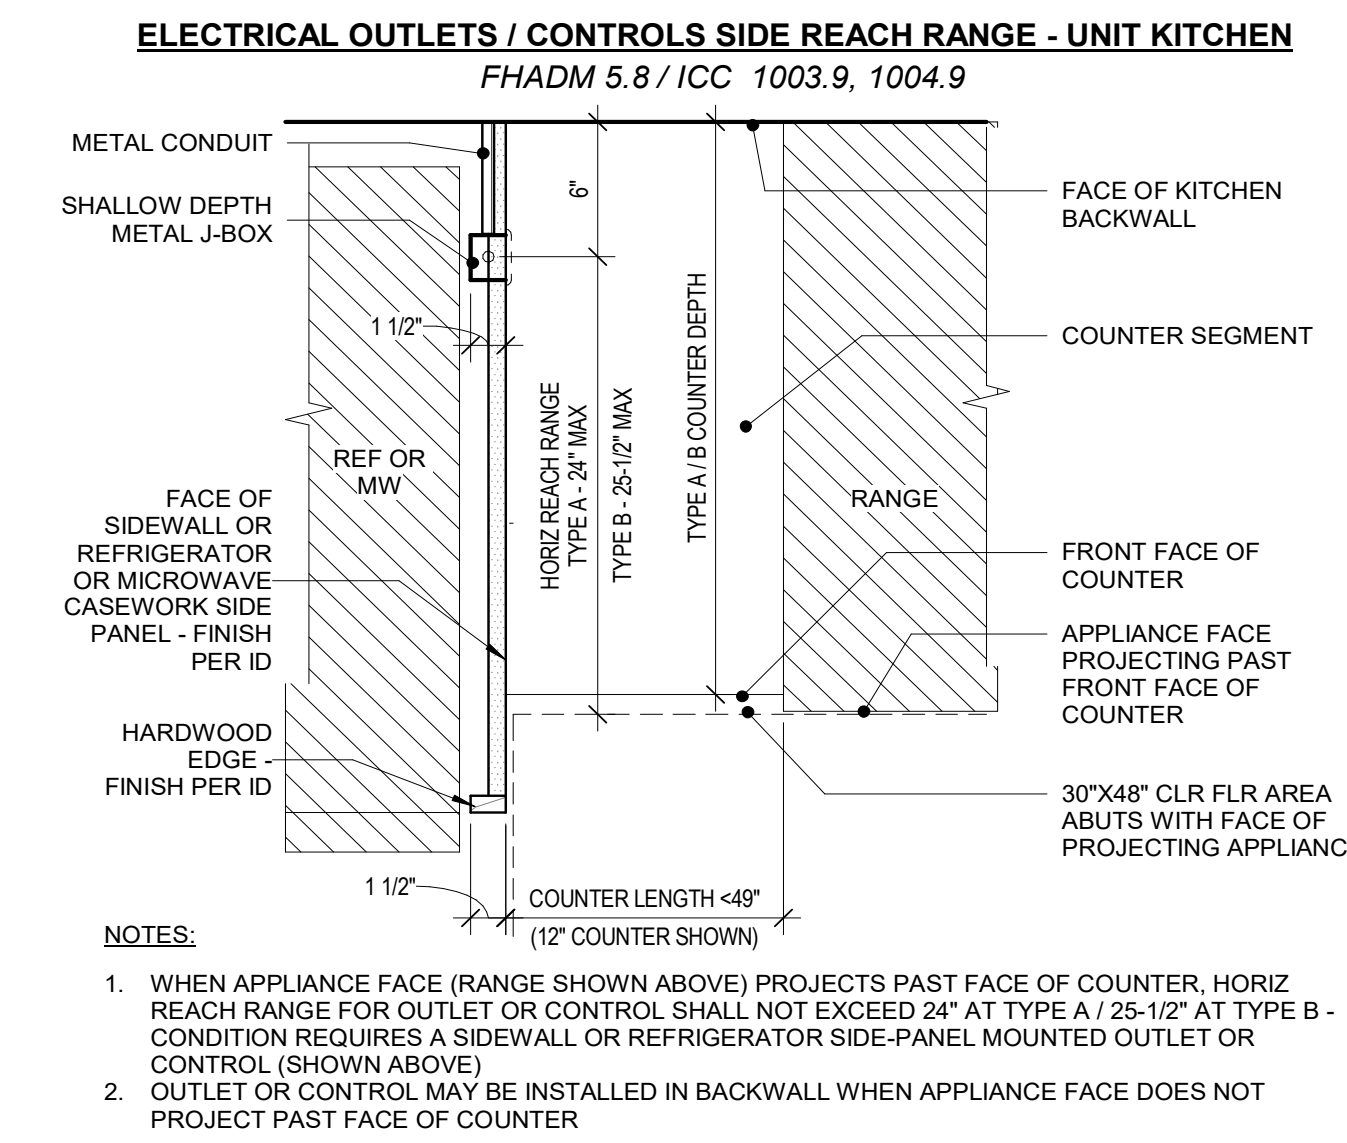 ELECTRICAL OUTLETS / CONTROLS SIDE REACH RANGE - UNIT KITCHEN
FHADM 5.8 / ICC 1003.9, 1004.9
METAL CONDUIT
SHALLOW DEPTH
METAL J-BOX
1 1/2"
REF OR
MW
FACE OF
SIDEWALL OR
REFRIGERATOR
OR MICROWAVE
CASEWORK SIDE
PANEL - FINISH
PER ID
HARDWOOD
EDGE -
FINISH PER ID
1 1/2"
6"
HORIZ REACH RANGE
TYPE A - 24" MAX
TYPE B - 25-1/2" MAX
TYPE A / B COUNTER DEPTH
RANGE
FACE OF KITCHEN
BACKWALL
COUNTER SEGMENT
FRONT FACE OF
COUNTER
APPLIANCE FACE
PROJECTING PAST
FRONT FACE OF
COUNTER
30"X48" CLR FLR AREA
ABUTS WITH FACE OF
PROJECTING APPLIANC
COUNTER LENGTH <49"
(12" COUNTER SHOWN)
NOTES:
1. WHEN APPLIANCE FACE (RANGE SHOWN ABOVE) PROJECTS PAST FACE OF COUNTER, HORIZ
REACH RANGE FOR OUTLET OR CONTROL SHALL NOT EXCEED 24" AT TYPE A / 25-1/2" AT TYPE B -
CONDITION REQUIRES A SIDEWALL OR REFRIGERATOR SIDE-PANEL MOUNTED OUTLET OR
CONTROL (SHOWN ABOVE)
2. OUTLET OR CONTROL MAY BE INSTALLED IN BACKWALL WHEN APPLIANCE FACE DOES NOT
PROJECT PAST FACE OF COUNTER